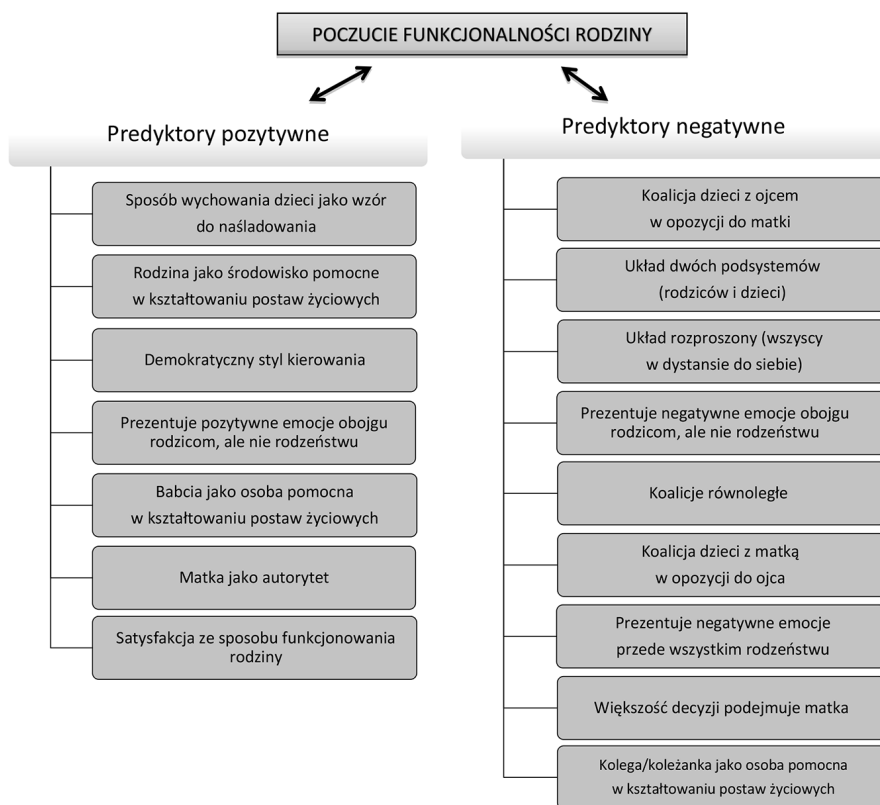 POCZUCIE FUNKCJONALNOŚCI RODZINY
Predyktory pozytywne
Sposób wychowania dzieci jako wzór
do naśladowania
Rodzina jako środowisko pomocne
w kształtowaniu postaw życiowych
Demokratyczny styl kierowania
Prezentuje pozytywne emocje obojgu
rodzicom, ale nie rodzeństwu
Babcia jako osoba pomocna
w kształtowaniu postaw życiowych
Matka jako autorytet
Satysfakcja ze sposobu funkcjonowania
rodziny
Predyktory negatywne
Koalicja dzieci z ojcem
w opozycji do matki
Układ dwóch podsystemów
(rodziców i dzieci)
Układ rozproszony (wszyscy
w dystansie do siebie)
Prezentuje negatywne emocje obojgu
rodzicom, ale nie rodzeństwu
Koalicje równoległe
Koalicja dzieci z matką
w opozycji do ojca
Prezentuje negatywne emocje
przede wszystkim rodzeństwu
Większość decyzji podejmuje matka
Kolega/koleżanka jako osoba pomocna
w kształtowaniu postaw życiowych